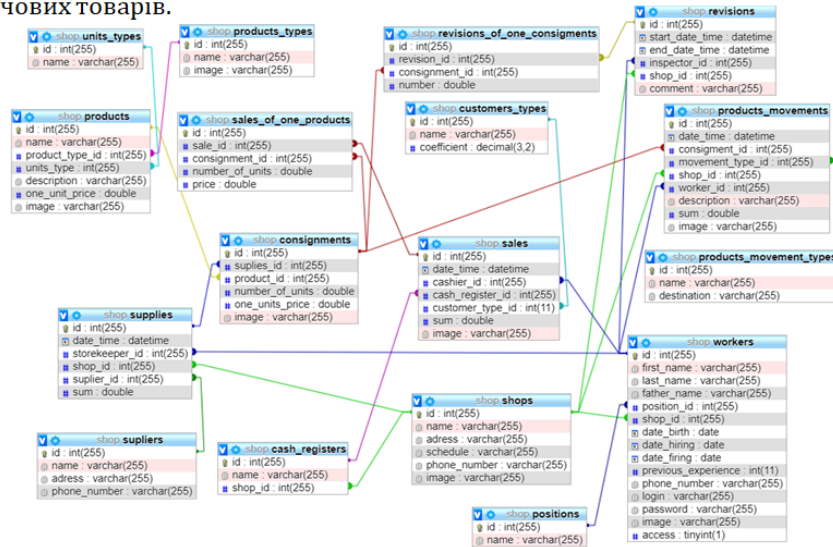 чових товарів.
shop units_types
id : int(255)
name : varchar(255)
shop products_types
id : int(255)
name : varchar(255)
image : varchar(255)
shop revisions_of_one_consigments
id : int(255)
revision_id : int(255)
consignment_id : int(255)
number : double
shop revisions
id : int(255)
start_date_time : datetime
end_date_time : datetime
inspector_id : int(255)
shop_id : int(255)
comment : varchar(255)
shop products
id : int(255)
name : varchar(255)
product_type_id : int(255)
units_type : int(255)
description : varchar(255)
one_unit_price : double
image : varchar(255)
shop sales_of_one_products
id : int(255)
sale_id : int(255)
consignment_id : int(255)
number_of_units : double
price : double
shop customers_types
id : int(255)
name : varchar(255)
coefficient : decimal(3,2)
shop products_movements
id : int(255)
date_time : datetime
consigment_id : int(255)
movement_type_id : int(255)
shop_id : int(255)
worker_id : int(255)
description : varchar(255)
sum : double
image : varchar(255)
shop consignments
id : int(255)
suplies_id : int(255)
product_id : int(255)
number_of_units : double
one_units_price : double
image : varchar(255)
shop sales
id : int(255)
date_time : datetime
cashier_id : int(255)
cash_register_id : int(255)
customer_type_id : int(11)
sum : double
image : varchar(255)
shop products_movement_types
id : int(255)
name : varchar(255)
destination : varchar(255)
shop supplies
id : int(255)
date_time : datetime
storekeeper_id : int(255)
shop_id : int(255)
suplier_id : int(255)
sum : double
shop workers
id : int(255)
first_name : varchar(255)
last_name : varchar(255)
father_name : varchar(255)
position_id : int(255)
shop_id : int(255)
date_birth : date
date_hiring : date
date_firing : date
previous_experience : int(11)
phone_number : varchar(255)
login : varchar(255)
password : varchar(255)
image : varchar(255)
access : tinyint(1)
shop shops
id : int(255)
name : varchar(255)
adress : varchar(255)
schedule : varchar(255)
phone_number : varchar(255)
image : varchar(255)
shop supliers
id : int(255)
name : varchar(255)
adress : varchar(255)
phone_number : varchar(255)
shop cash_registers
id : int(255)
name : varchar(255)
shop_id : int(255)
shop positions
id : int(255)
name : varchar(255)